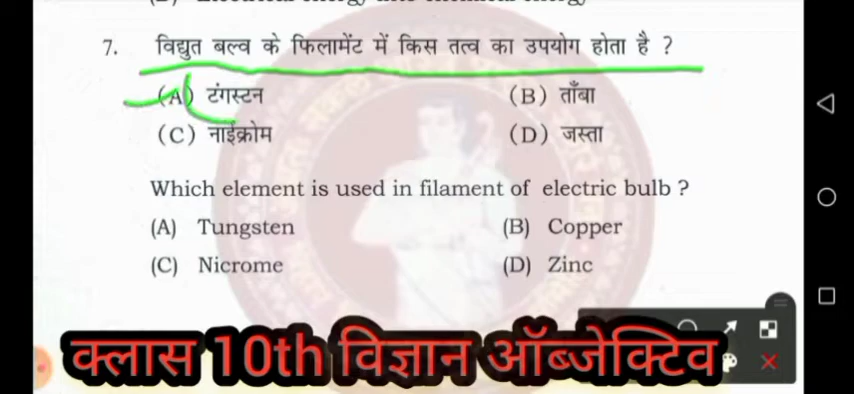 7. विद्युत बल्व के फिलामेंट में किस तत्व का उपयोग होता है ?
(A) टंगस्टन (B) ताँबा
(C) नाईक्रोम (D) जस्ता
Which element is used in filament of electric bulb ?
(A) Tungsten (B) Copper
(C) Nicrome (D) Zinc
क्लास 10th विज्ञान ऑब्जेक्टिव